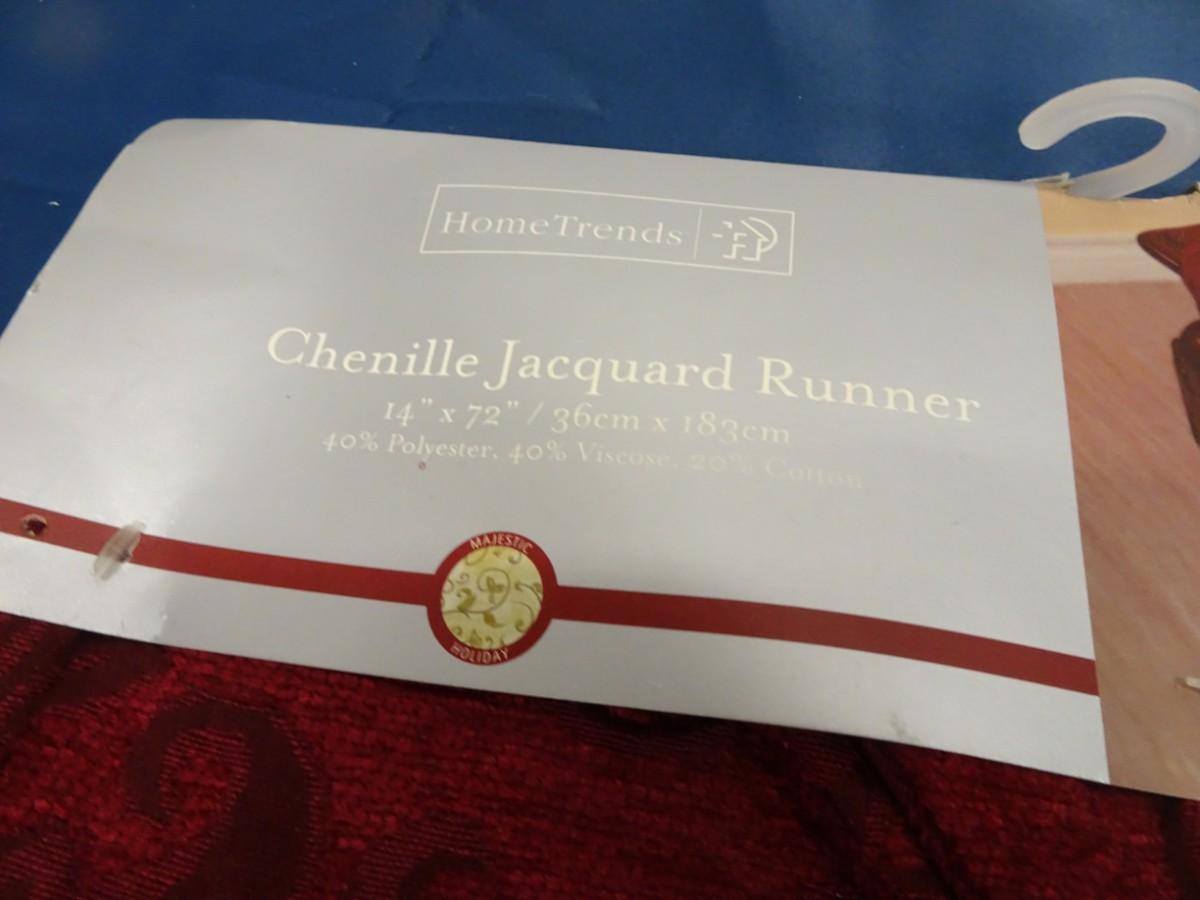 HomeTrends
Chenille Jacquard Runner
14" x 72" / 36cm x 183cm
40% Polyester, 40% Viscose, 20% Cotton
MAJESTIC
HOLIDAY